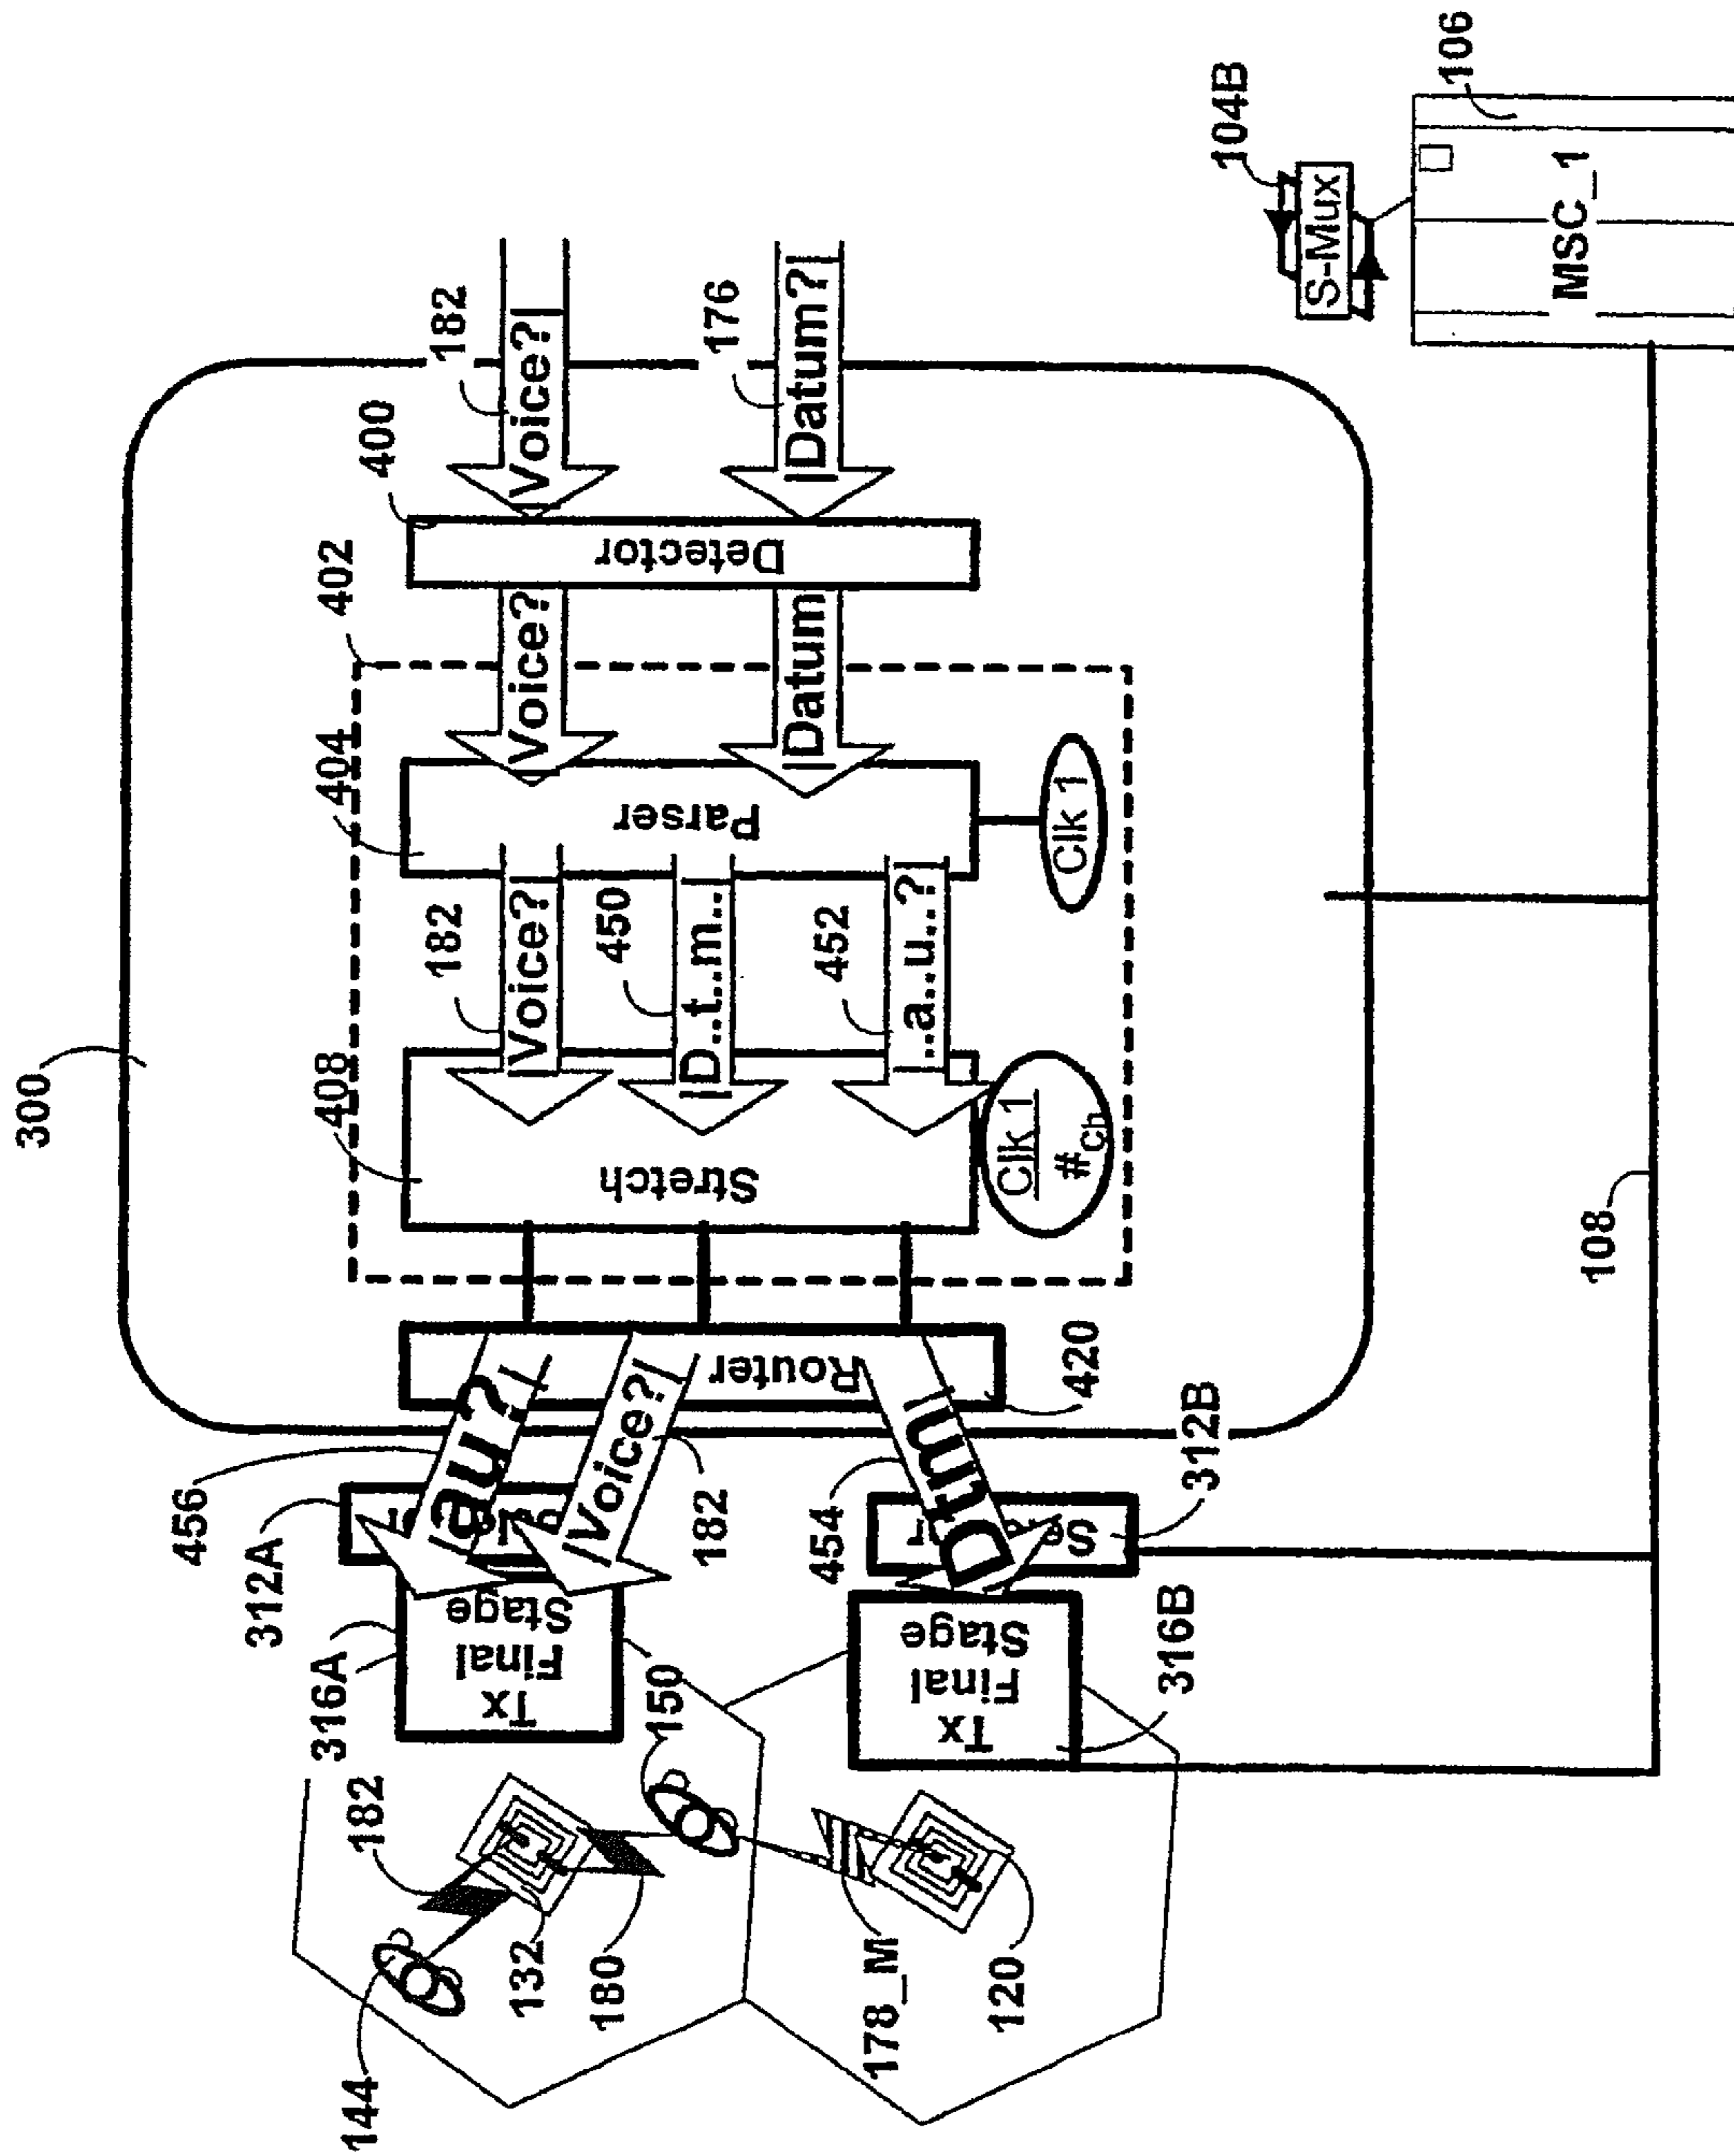 300
402
400
404
408
182
|Voice?|
176
|Datum?|
Detector
|Voice?
|Datum
Parser
Clk 1
182
|Voice?|
450
|D..t..m..
452
|..a..u..?|
Stretch
Clk 1
#Ch
Router
420
456
|au?|
|Voice?|
182
454
Dtm|
312A
312B
Se r
316A
Tx
Final
Stage
316B
Tx
Final
Stage
150
182
144
132
180
178_M
120
108
104B
S-Mux
106
MSC_1